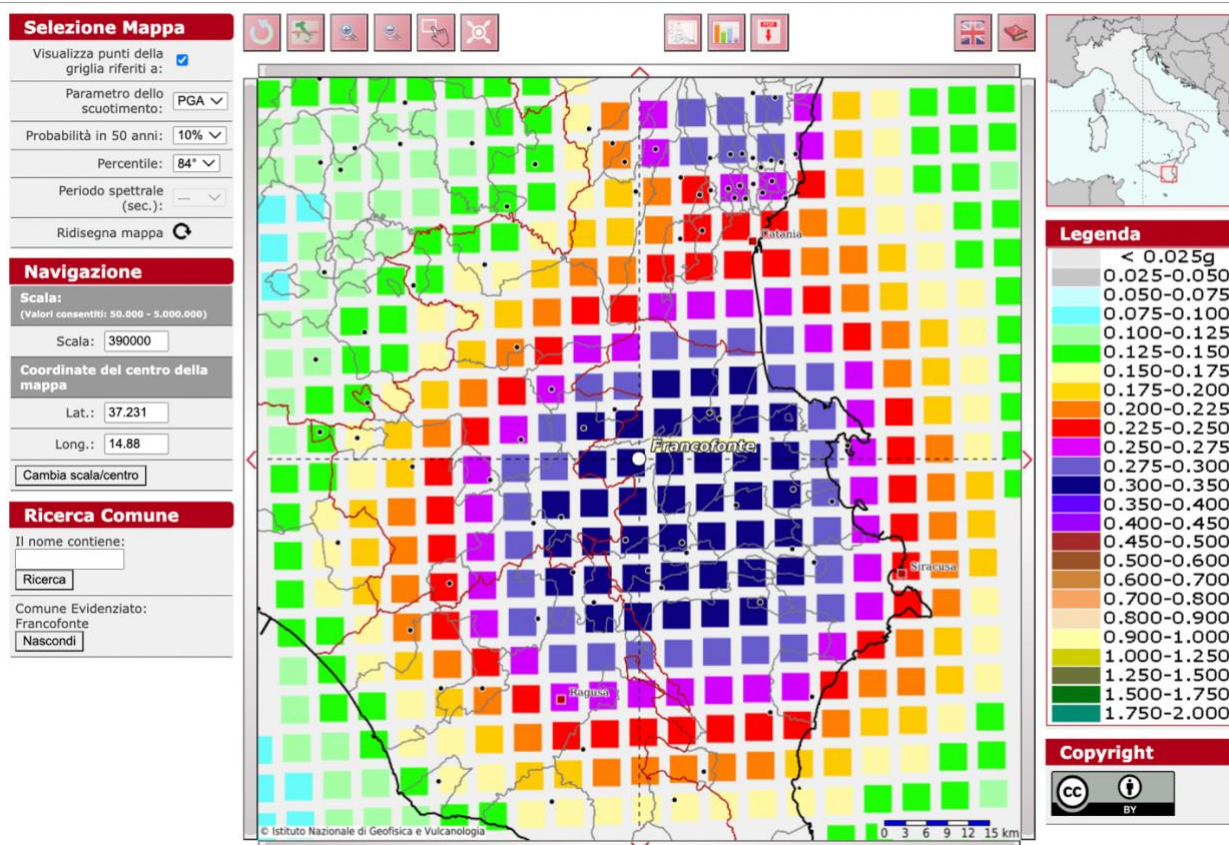 Selezione Mappa
Visualizza punti della
griglia riferiti a:
Parametro dello
scuotimento: PGA
Probabilità in 50 anni: 10%
Percentile: 84°
Periodo spettrale
(sec.): ---
Ridisegna mappa
Navigazione
Scala:
(Valori consentiti: 50.000 - 5.000.000)
Scala: 390000
Coordinate del centro della
mappa
Lat.: 37.231
Long.: 14.88
Cambia scala/centro
Ricerca Comune
Il nome contiene:
Ricerca
Comune Evidenziato:
Francofonte
Nascondi
PDF
Catania
Francofonte
Siracusa
Ragusa
© Istituto Nazionale di Geofisica e Vulcanologia
0 3 6 9 12 15 km
Legenda
< 0.025g
0.025-0.050
0.050-0.075
0.075-0.100
0.100-0.125
0.125-0.150
0.150-0.175
0.175-0.200
0.200-0.225
0.225-0.250
0.250-0.275
0.275-0.300
0.300-0.350
0.350-0.400
0.400-0.450
0.450-0.500
0.500-0.600
0.600-0.700
0.700-0.800
0.800-0.900
0.900-1.000
1.000-1.250
1.250-1.500
1.500-1.750
1.750-2.000
Copyright
cc
BY